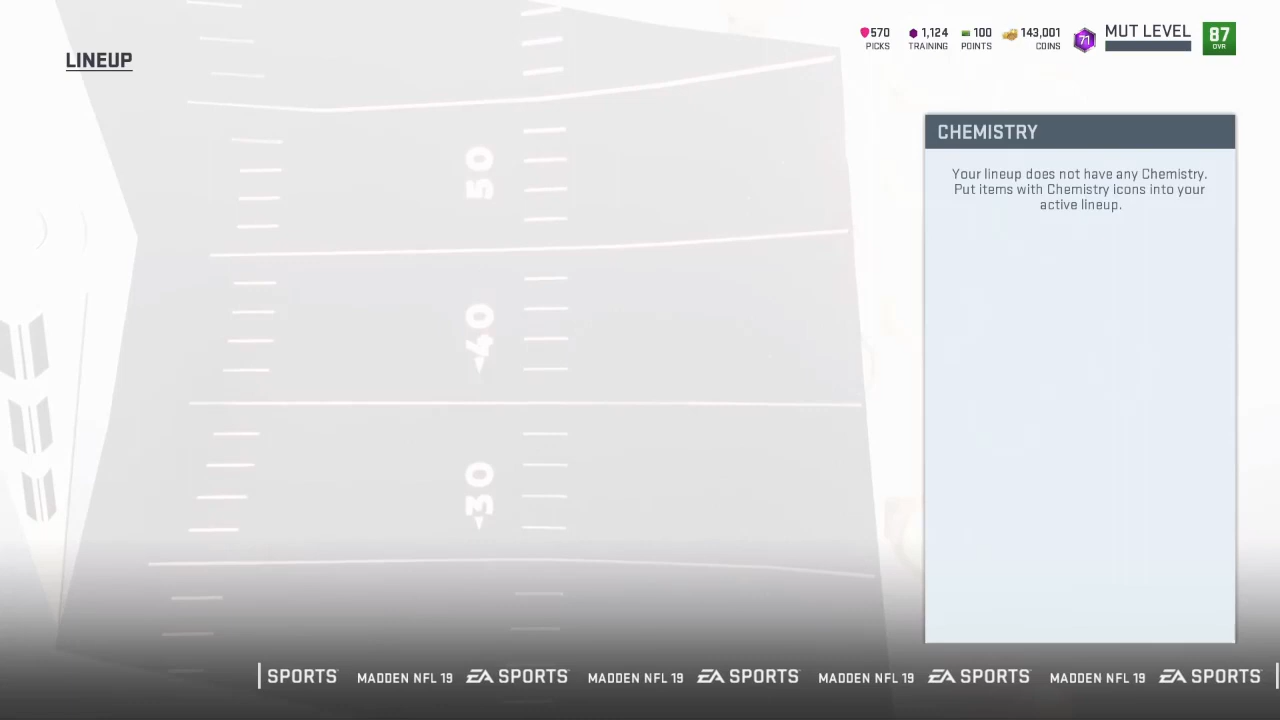 LINEUP
570 PICKS
1,124 TRAINING
100 POINTS
143,001 COINS
71
MUT LEVEL
87 OVR
CHEMISTRY
Your lineup does not have any Chemistry.
Put items with Chemistry icons into your
active lineup.
50
40
30
SPORTS MADDEN NFL 19 EA SPORTS MADDEN NFL 19 EA SPORTS MADDEN NFL 19 EA SPORTS MADDEN NFL 19 EA SPORTS